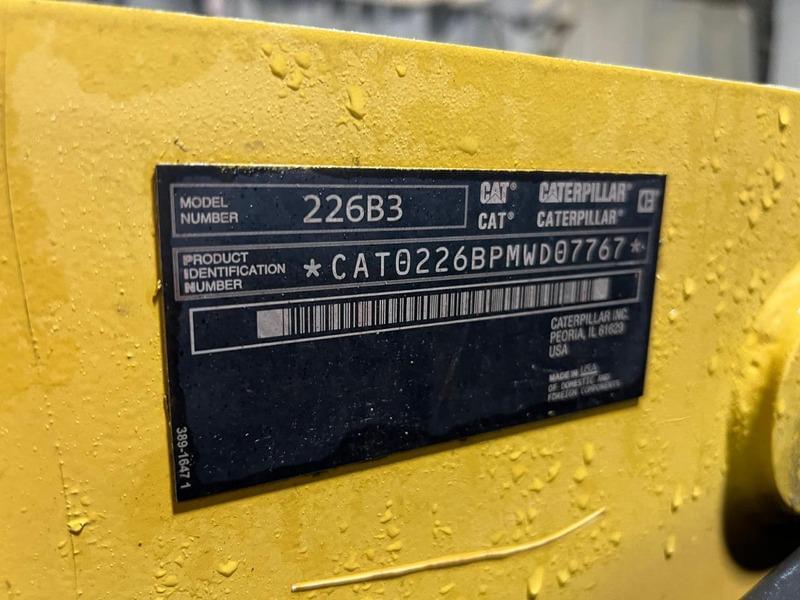 MODEL
NUMBER
226B3
CAT® CATERPILLAR®
CAT® CATERPILLAR®
PRODUCT
IDENTIFICATION
NUMBER
*CAT0226BPMWD07767*
CATERPILLAR INC.
PEORIA, IL 61629
USA
MADE IN USA
OF DOMESTIC AND
FOREIGN COMPONENTS
389-1647 1